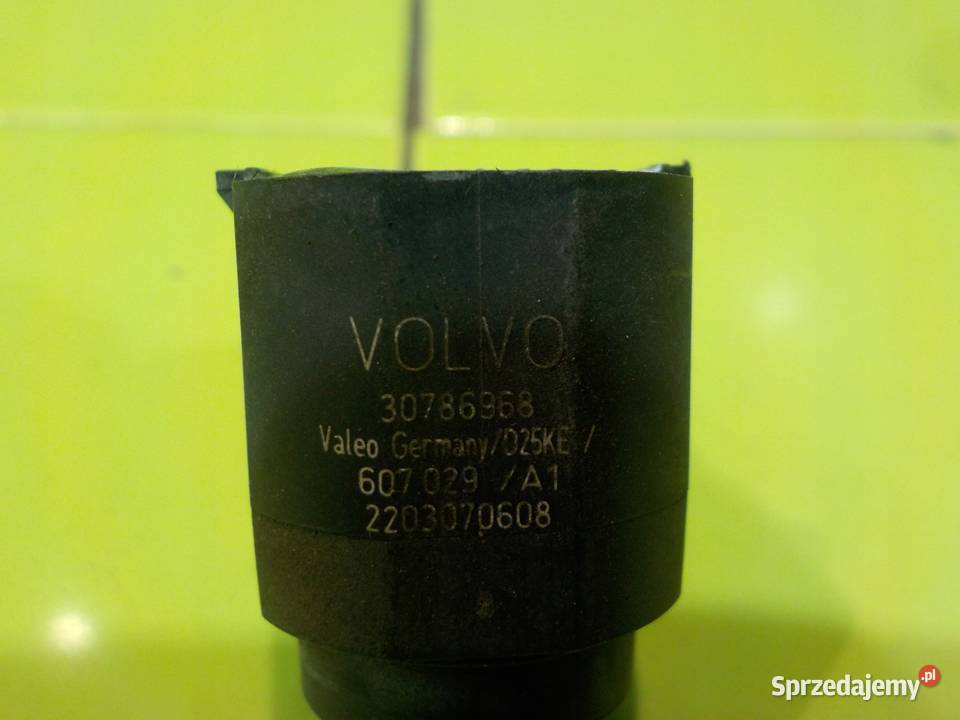 VOLVO
30786968
Valeo Germany/D25KE /
607.029 /A1
2203070608
Sprzedajemy.pl